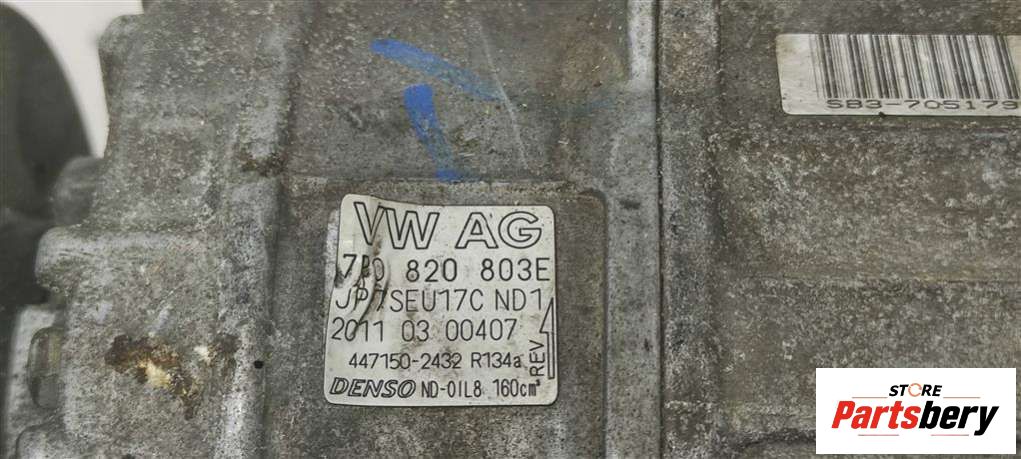 SB3-705179
VW AG
820 803E
JP7SEU17C ND1
2011 03 00407
447150-2432 R134a
REV
DENSO ND-OIL8 160cm³
STORE
Partsbery